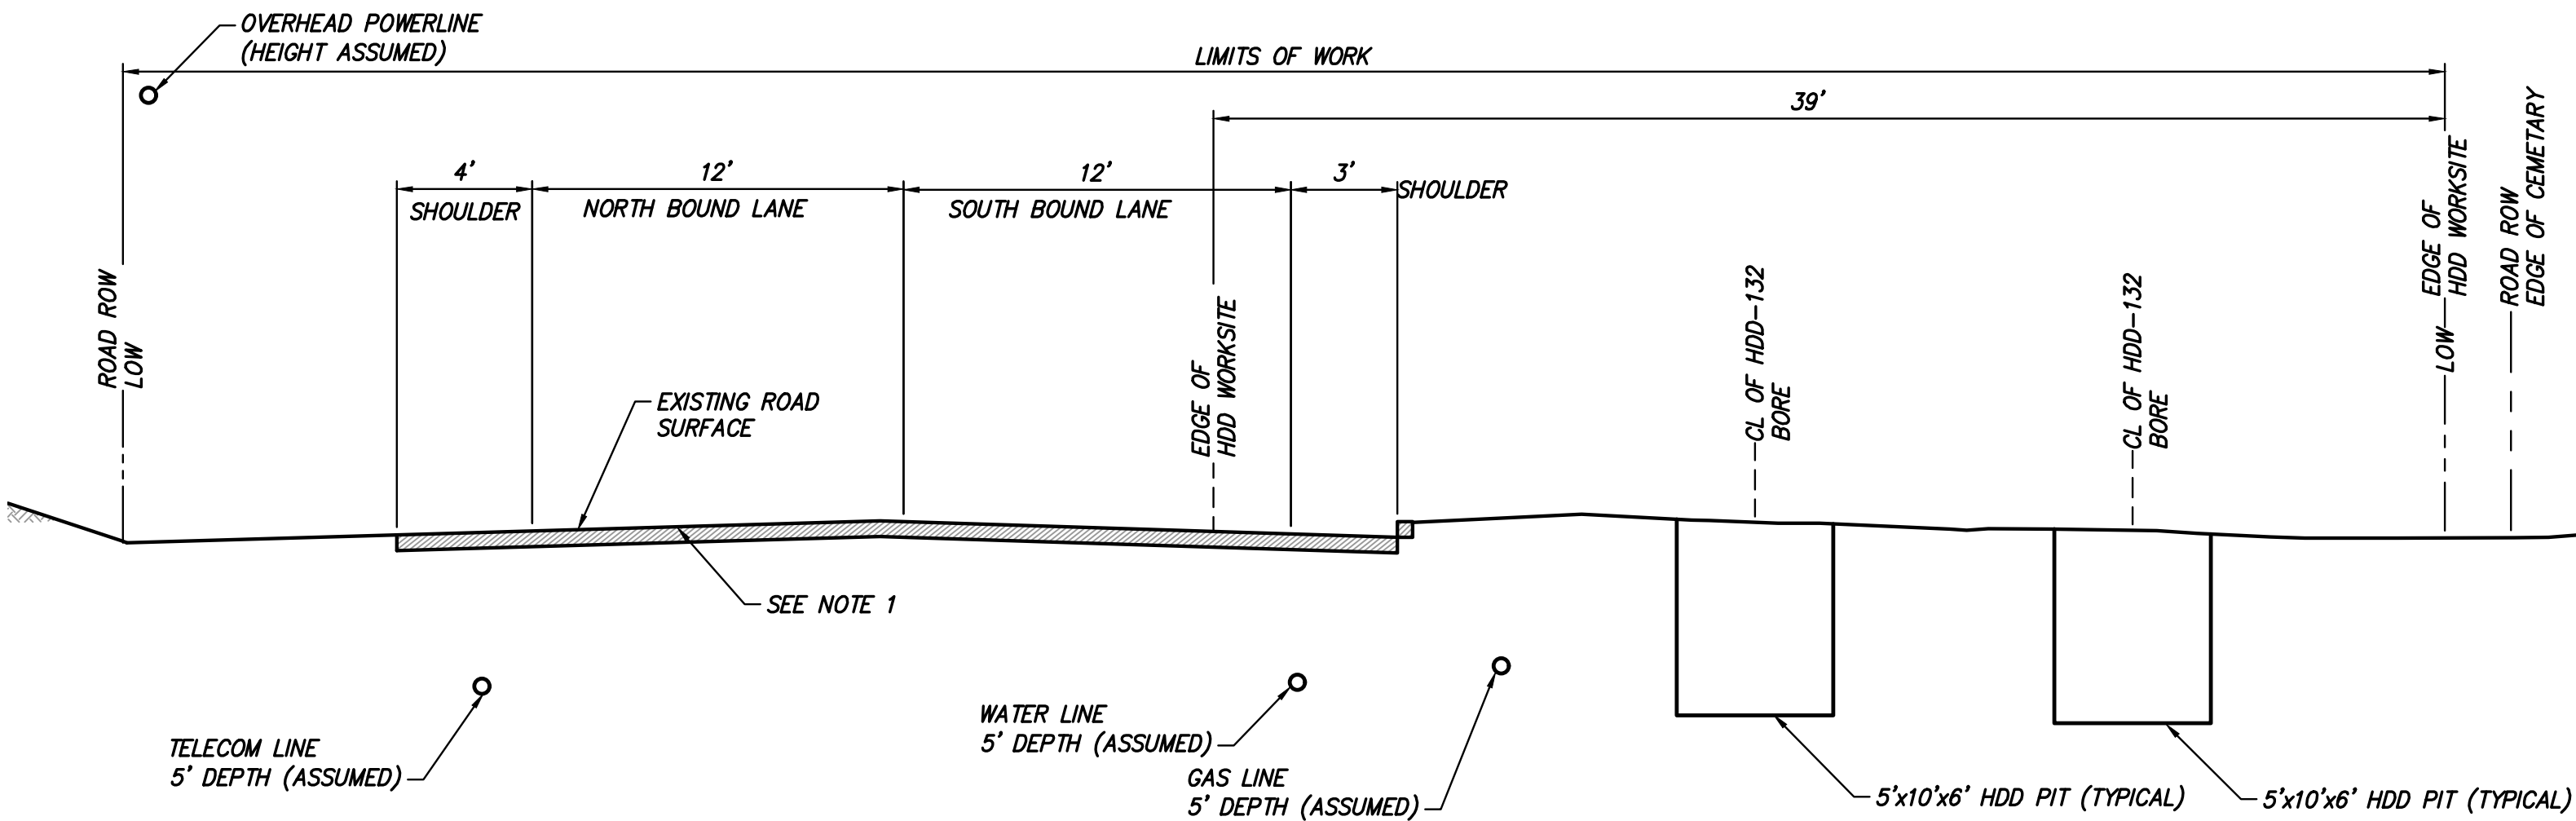 OVERHEAD POWERLINE
(HEIGHT ASSUMED)
LIMITS OF WORK
39'
4'
12'
12'
3'
SHOULDER
NORTH BOUND LANE
SOUTH BOUND LANE
SHOULDER
ROAD ROW
LOW
EXISTING ROAD
SURFACE
EDGE OF
HDD WORKSITE
CL OF HDD-132
BORE
CL OF HDD-132
BORE
EDGE OF
HDD WORKSITE
LOW
ROAD ROW
EDGE OF CEMETARY
SEE NOTE 1
TELECOM LINE
5' DEPTH (ASSUMED)
WATER LINE
5' DEPTH (ASSUMED)
GAS LINE
5' DEPTH (ASSUMED)
5'x10'x6' HDD PIT (TYPICAL)
5'x10'x6' HDD PIT (TYPICAL)